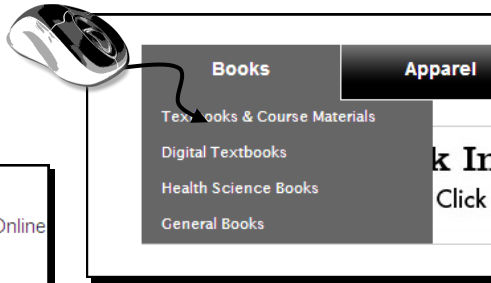 Books Apparel
Textbooks & Course Materials
Digital Textbooks
Health Science Books
General Books
k In
Click
Online